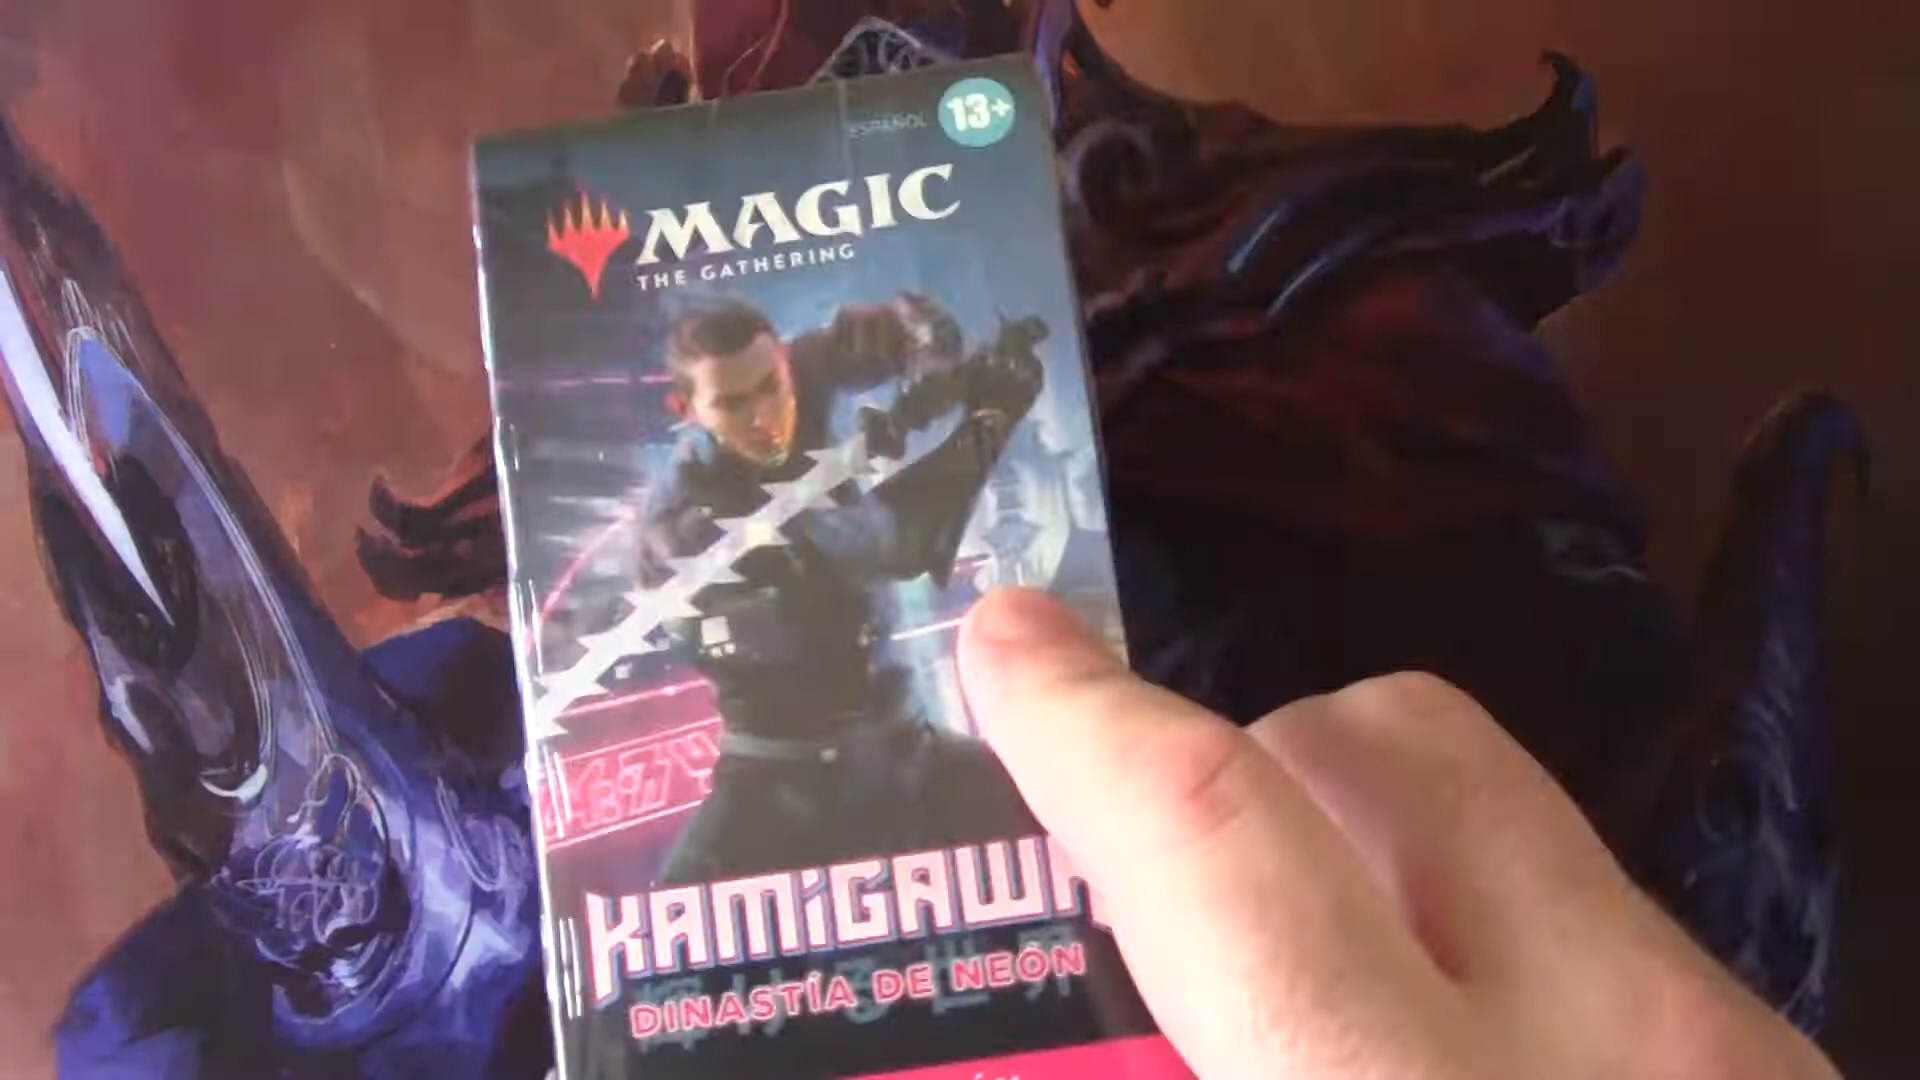 ESPAÑOL 13+
MAGIC
THE GATHERING
KAMIGAWA
DINASTÍA DE NEÓN